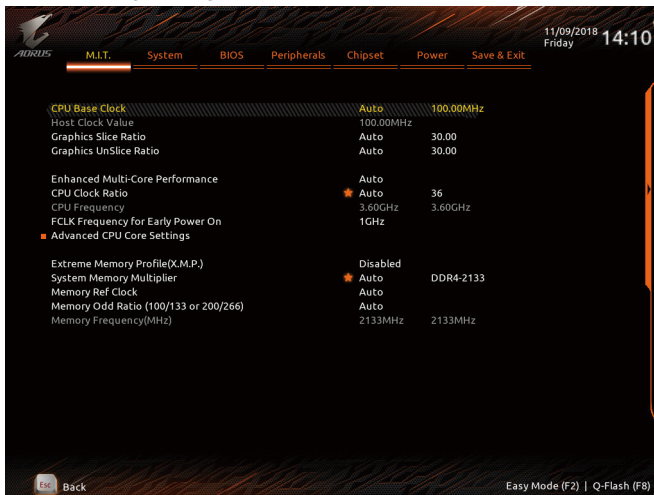 11/09/2018 14:10
Friday
AORUS M.I.T. System BIOS Peripherals Chipset Power Save & Exit
CPU Base Clock Auto 100.00MHz
Host Clock Value 100.00MHz
Graphics Slice Ratio Auto 30.00
Graphics UnSlice Ratio Auto 30.00
Enhanced Multi-Core Performance Auto
CPU Clock Ratio Auto 36
CPU Frequency 3.60GHz 3.60GHz
FCLK Frequency for Early Power On 1GHz
Advanced CPU Core Settings
Extreme Memory Profile(X.M.P.) Disabled
System Memory Multiplier Auto DDR4-2133
Memory Ref Clock Auto
Memory Odd Ratio (100/133 or 200/266) Auto
Memory Frequency(MHz) 2133MHz 2133MHz
Esc Back Easy Mode (F2) | Q-Flash (F8)